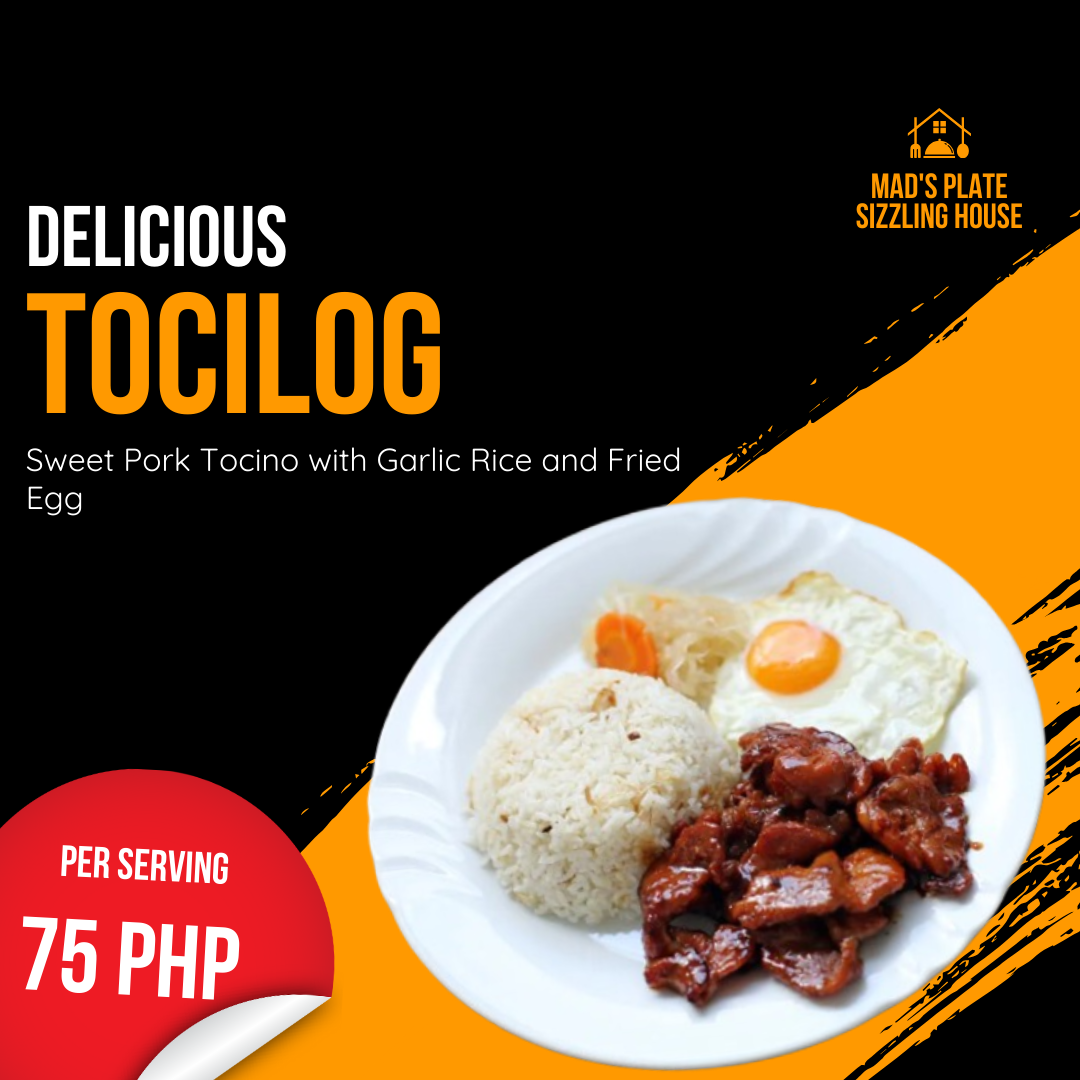 MAD'S PLATE
SIZZLING HOUSE
DELICIOUS
TOCILOG
Sweet Pork Tocino with Garlic Rice and Fried
Egg
PER SERVING
75 PHP